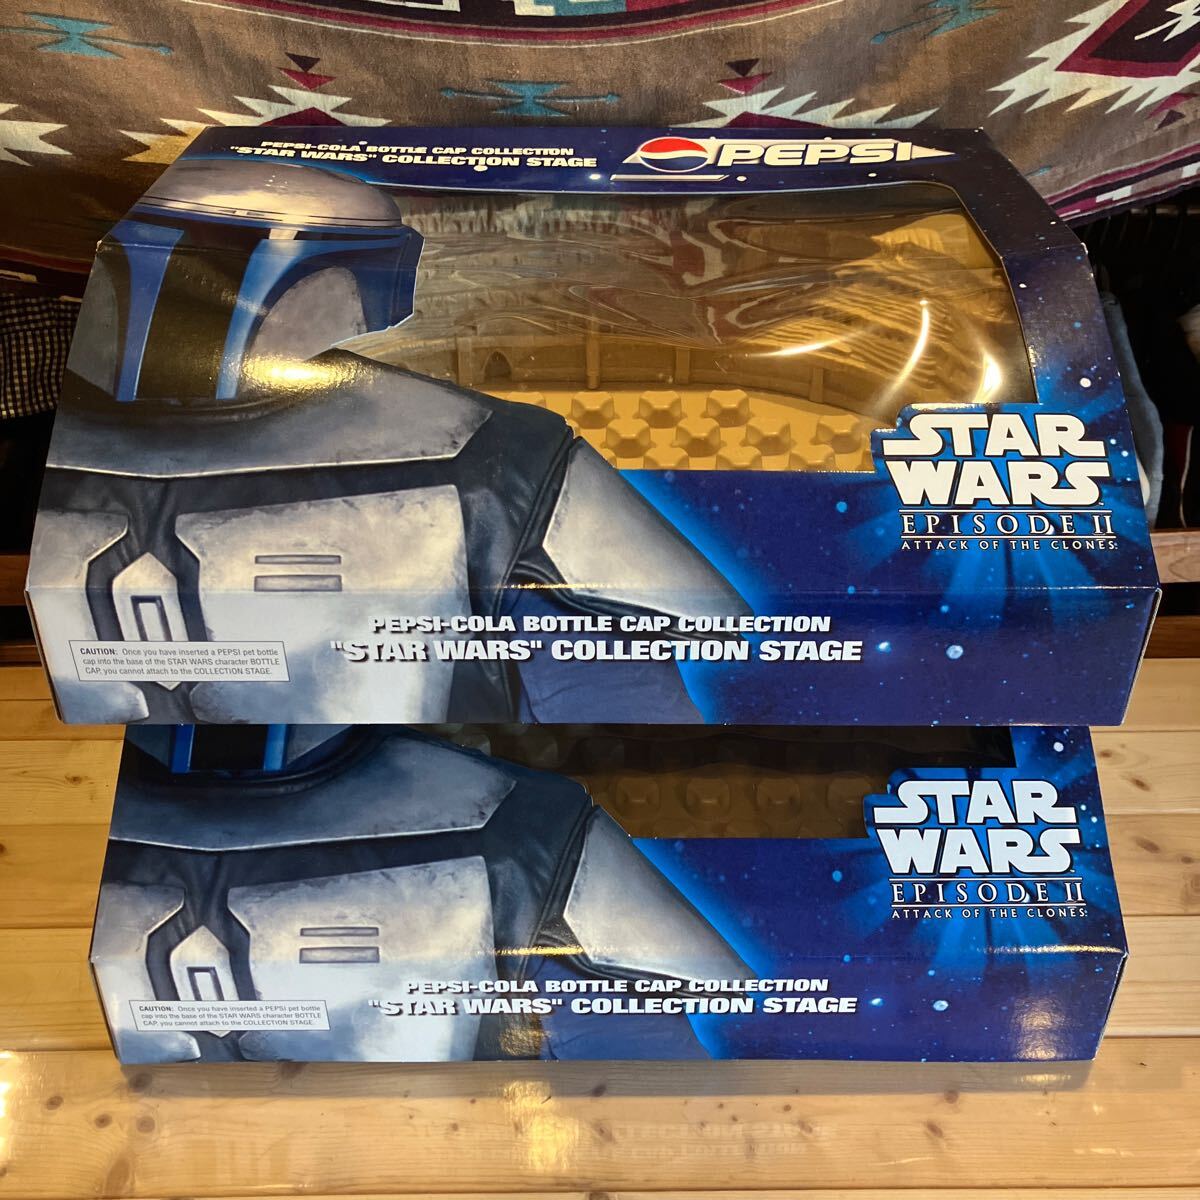 PEPSI-COLA BOTTLE CAP COLLECTION
"STAR WARS" COLLECTION STAGE
PEPSI
STAR
WARS
EPISODE II
ATTACK OF THE CLONES
PEPSI-COLA BOTTLE CAP COLLECTION
"STAR WARS" COLLECTION STAGE
CAUTION: Once you have inserted a PEPSI pet bottle
cap into the base of the STAR WARS character BOTTLE
CAP, you cannot attach to the COLLECTION STAGE.
STAR
WARS
EPISODE II
ATTACK OF THE CLONES
PEPSI-COLA BOTTLE CAP COLLECTION
"STAR WARS" COLLECTION STAGE
CAUTION: Once you have inserted a PEPSI pet bottle
cap into the base of the STAR WARS character BOTTLE
CAP, you cannot attach to the COLLECTION STAGE.